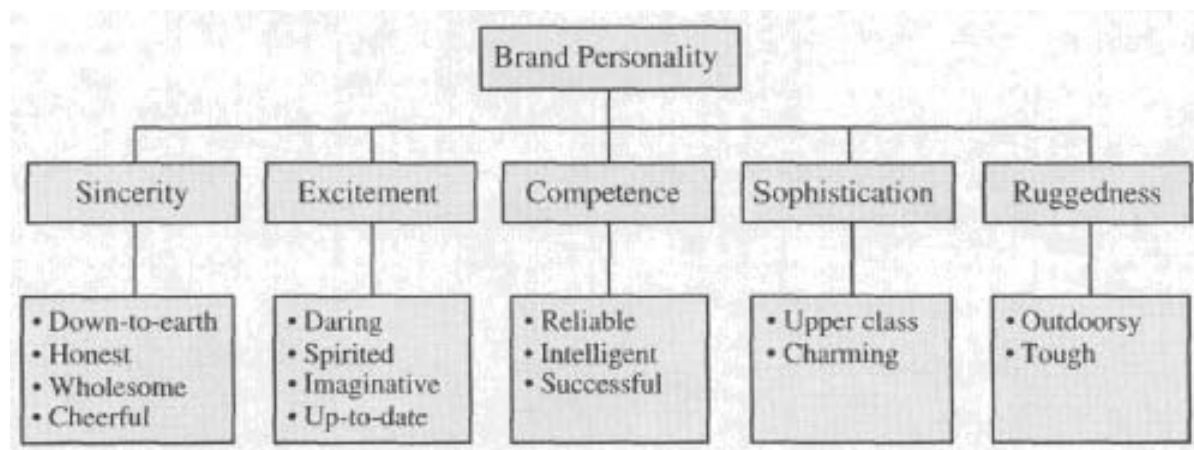 Brand Personality
Sincerity
Excitement
Competence
Sophistication
Ruggedness
• Down-to-earth
• Honest
• Wholesome
• Cheerful
• Daring
• Spirited
• Imaginative
• Up-to-date
• Reliable
• Intelligent
• Successful
• Upper class
• Charming
• Outdoorsy
• Tough